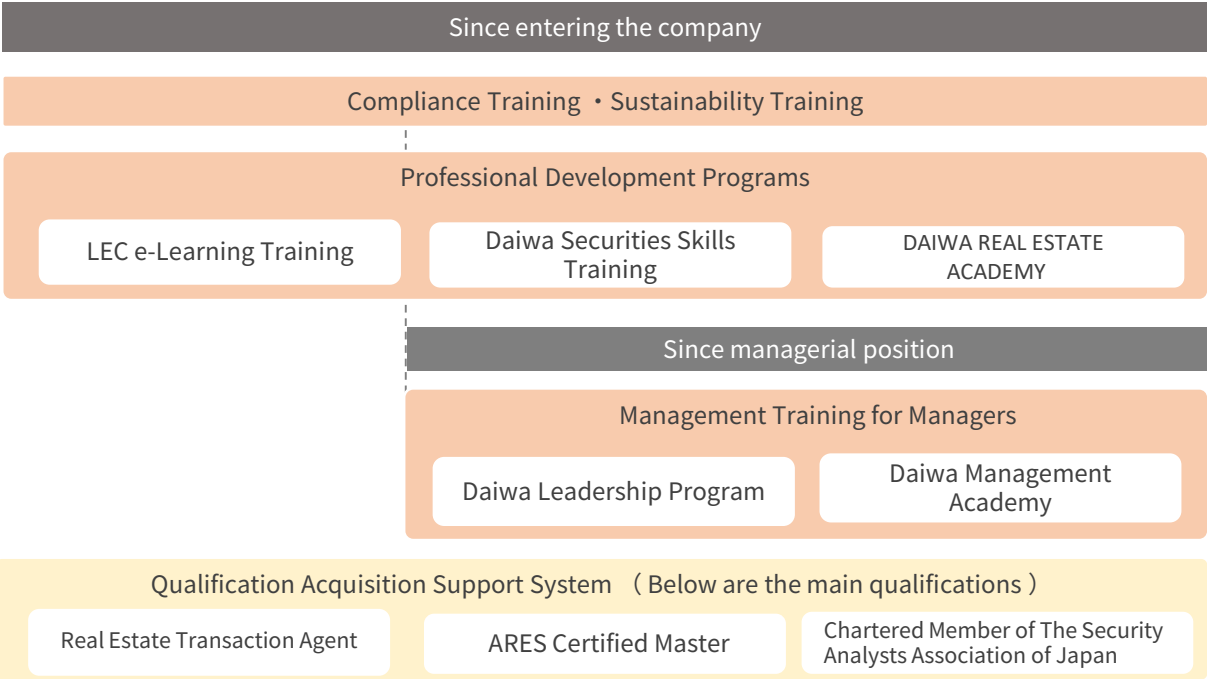 Since entering the company
Compliance Training ・Sustainability Training
Professional Development Programs
LEC e-Learning Training
Daiwa Securities Skills
Training
DAIWA REAL ESTATE
ACADEMY
Since managerial position
Management Training for Managers
Daiwa Leadership Program
Daiwa Management
Academy
Qualification Acquisition Support System （ Below are the main qualifications ）
Real Estate Transaction Agent
ARES Certified Master
Chartered Member of The Security
Analysts Association of Japan